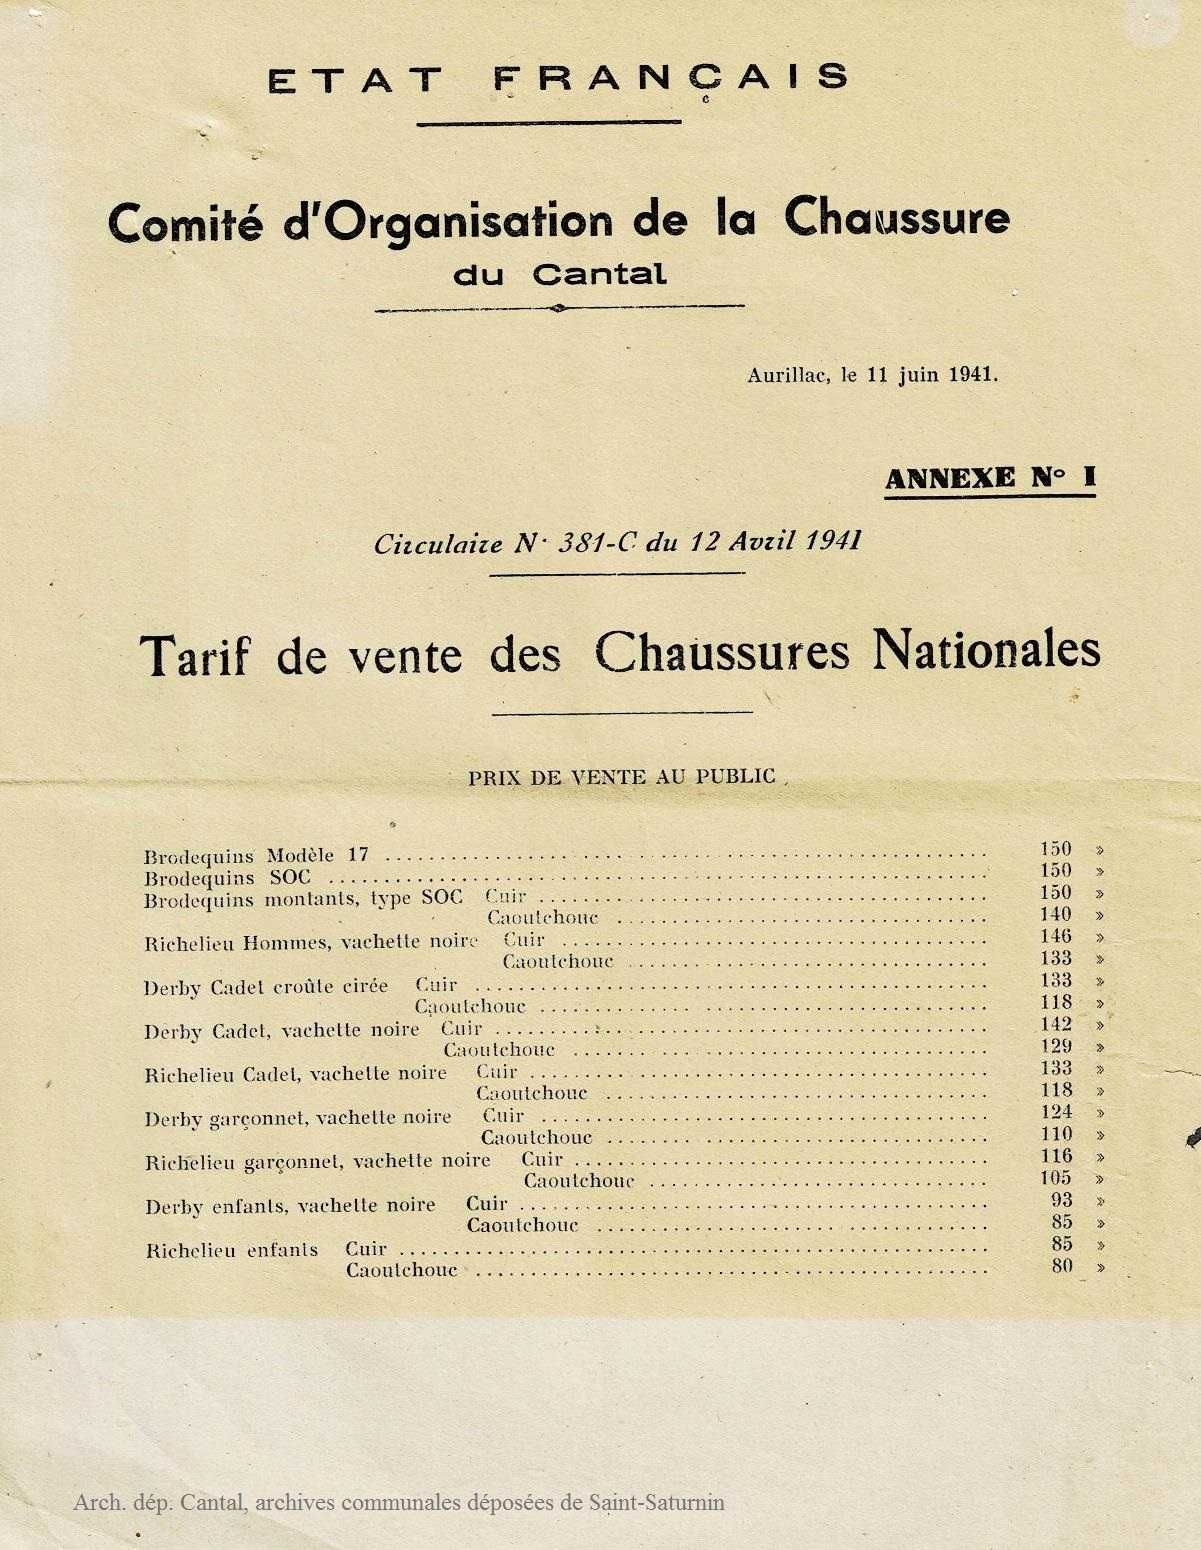 ETAT FRANÇAIS
Comité d'Organisation de la Chaussure
du Cantal
Aurillac, le 11 juin 1941.
ANNEXE No I
Circulaire N· 381-C du 12 Avril 1941
Tarif de vente des Chaussures Nationales
PRIX DE VENTE AU PUBLIC
Brodequins Modèle 17 ........ 150 »
Brodequins SOC ........ 150 »
Brodequins montants, type SOC Cuir ........ 150 »
Caoutchouc ........ 140 »
Richelieu Hommes, vachette noire Cuir ........ 146 »
Caoutchouc ........ 133 »
Derby Cadet croûte cirée Cuir ........ 133 »
Caoutchouc ........ 118 »
Derby Cadet, vachette noire Cuir ........ 142 »
Caoutchouc ........ 129 »
Richelieu Cadet, vachette noire Cuir ........ 133 »
Caoutchouc ........ 118 »
Derby garçonnet, vachette noire Cuir ........ 124 »
Caoutchouc ........ 110 »
Richelieu garçonnet, vachette noire Cuir ........ 116 »
Caoutchouc ........ 105 »
Derby enfants, vachette noire Cuir ........ 93 »
Caoutchouc ........ 85 »
Richelieu enfants Cuir ........ 85 »
Caoutchouc ........ 80 »
Arch. dép. Cantal, archives communales déposées de Saint-Saturnin